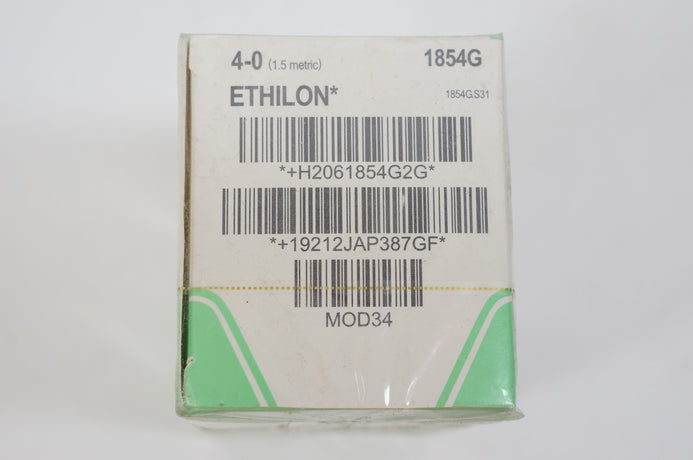 4-0 (1.5 metric) 1854G
ETHILON*
1854G.S31
*+H2061854G2G*
*+19212JAP387GF*
MOD34